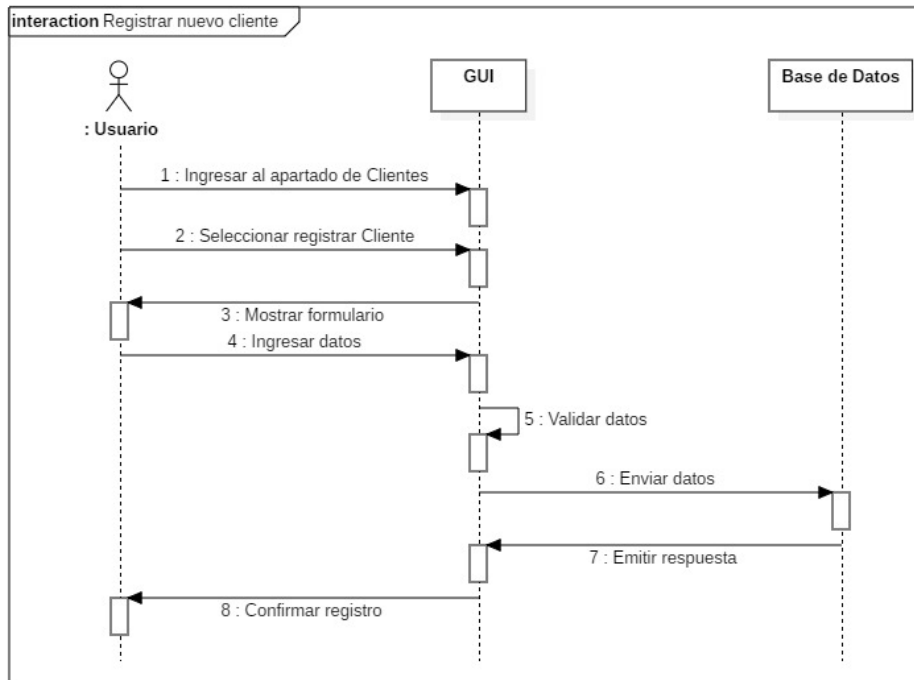 interaction Registrar nuevo cliente
GUI
Base de Datos
: Usuario
1 : Ingresar al apartado de Clientes
2 : Seleccionar registrar Cliente
3 : Mostrar formulario
4 : Ingresar datos
5 : Validar datos
6 : Enviar datos
7 : Emitir respuesta
8 : Confirmar registro